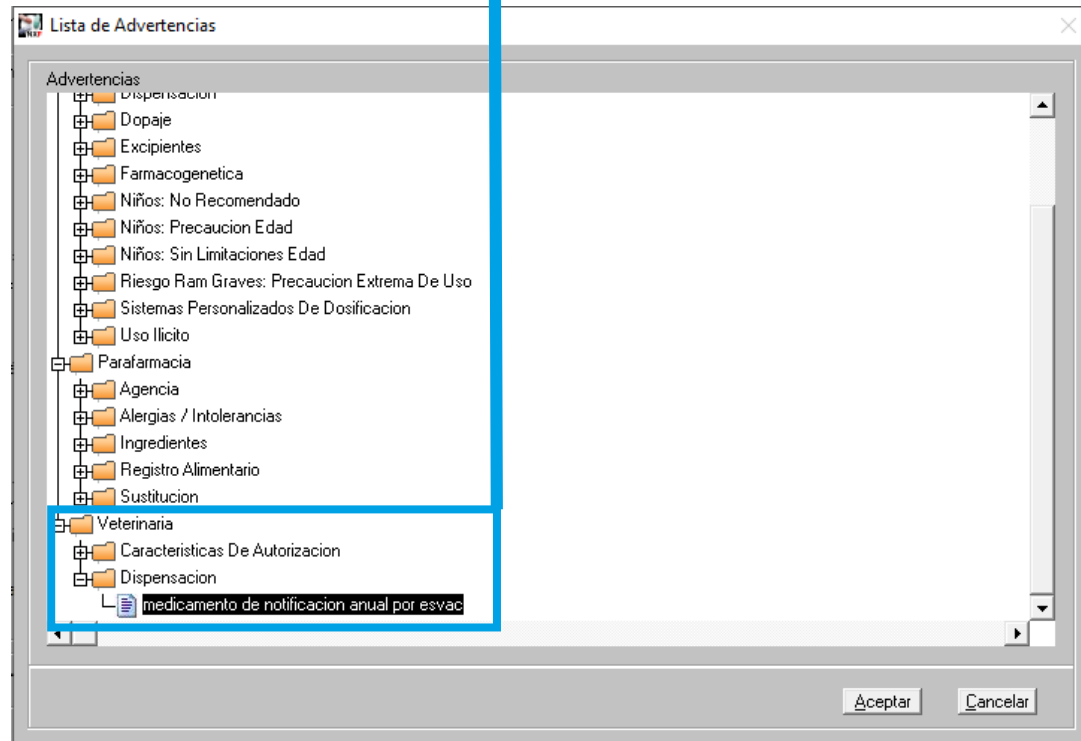 Lista de Advertencias
Advertencias
Dispensacion
Dopaje
Excipientes
Farmacogenetica
Niños: No Recomendado
Niños: Precaucion Edad
Niños: Sin Limitaciones Edad
Riesgo Ram Graves: Precaucion Extrema De Uso
Sistemas Personalizados De Dosificacion
Uso Ilicito
Parafarmacia
Agencia
Alergias / Intolerancias
Ingredientes
Registro Alimentario
Sustitucion
Veterinaria
Caracteristicas De Autorizacion
Dispensacion
medicamento de notificacion anual por esvac
Aceptar Cancelar